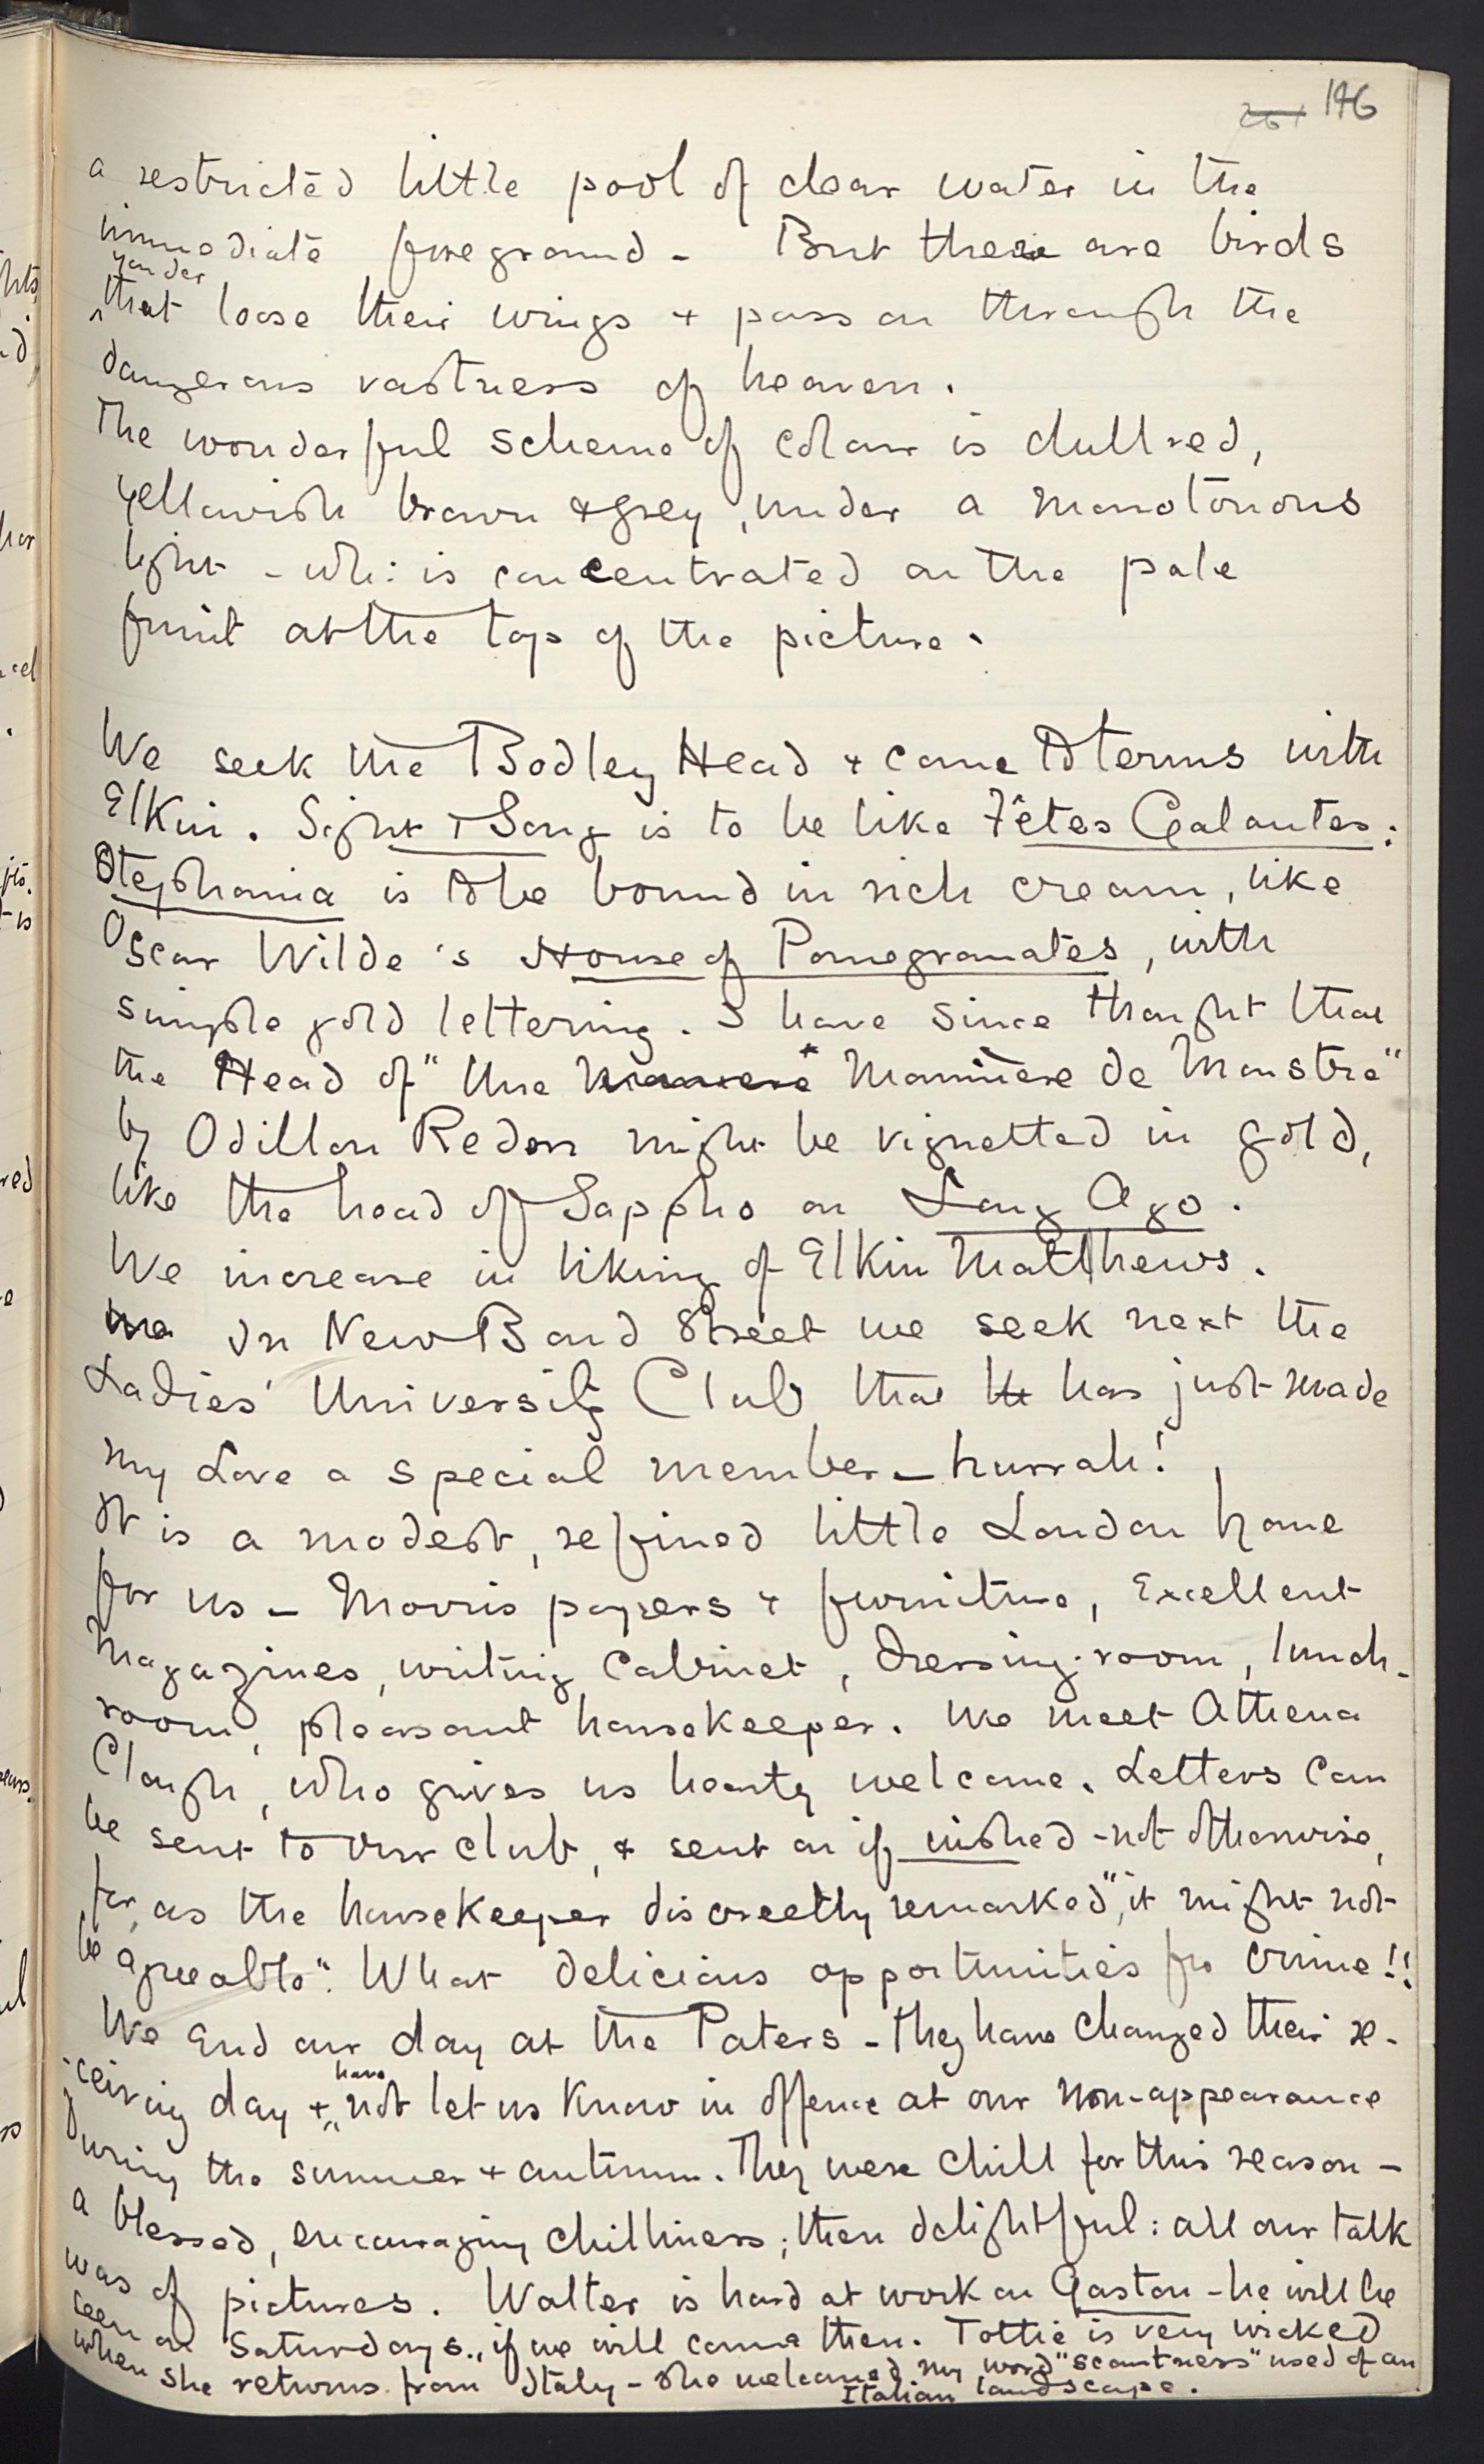 146
a restricted little pool of clear water in the
immediate foreground - But there are birds
yonder
that loose their wings & pass on through the
dangerous vastness of heaven.
The wonderful scheme of colour is dull red,
yellowish brown & grey, under a monotonous
light - whi: is concentrated on the pale
fruit at the top of the picture.
We seek the Bodley Head & come to terms with
Elkin. Sight & Song is to be like Fêtes Galantes:
Stephania is to be bound in rich cream, like
Oscar Wilde's House of Pomegranates, with
simple gold lettering. I have since thought that
the Head of "Une Mannière de Monstre"
by Odillon Redon might be vignetted in gold,
like the head of Sappho on Long Ago.
We increase in liking of Elkin Matthews.
In New Bond Street we seek next the
Ladies' University Club that has just made
my Love a special member - hurrah!
It is a modest, refined little London home
for us - Morris papers & furniture, Excellent
Magazines, writing Cabinet, dressing-room, lunch-
room, pleasant housekeeper. We meet Athena
Clough, who gives us hearty welcome. Letters can
be sent to our club, & sent on if wished - not otherwise,
for, as the housekeeper discreetly remarked, "it might not
be agreeable". What delicious opportunities for crime!!
We End our day at the Paters - they have changed their re-
ceiving day & have not let us know in offence at our non-appearance
during the summer & autumn. They were chill for this reason -
a blessed, encouraging chilliness; then delightful: all our talk
was of pictures. Walter is hard at work on Gaston - he will be
seen on Saturdays, if we will come then. Tottie is very wicked
when she returns from Italy - she welcomed my word "scantness" used of an
Italian landscape.